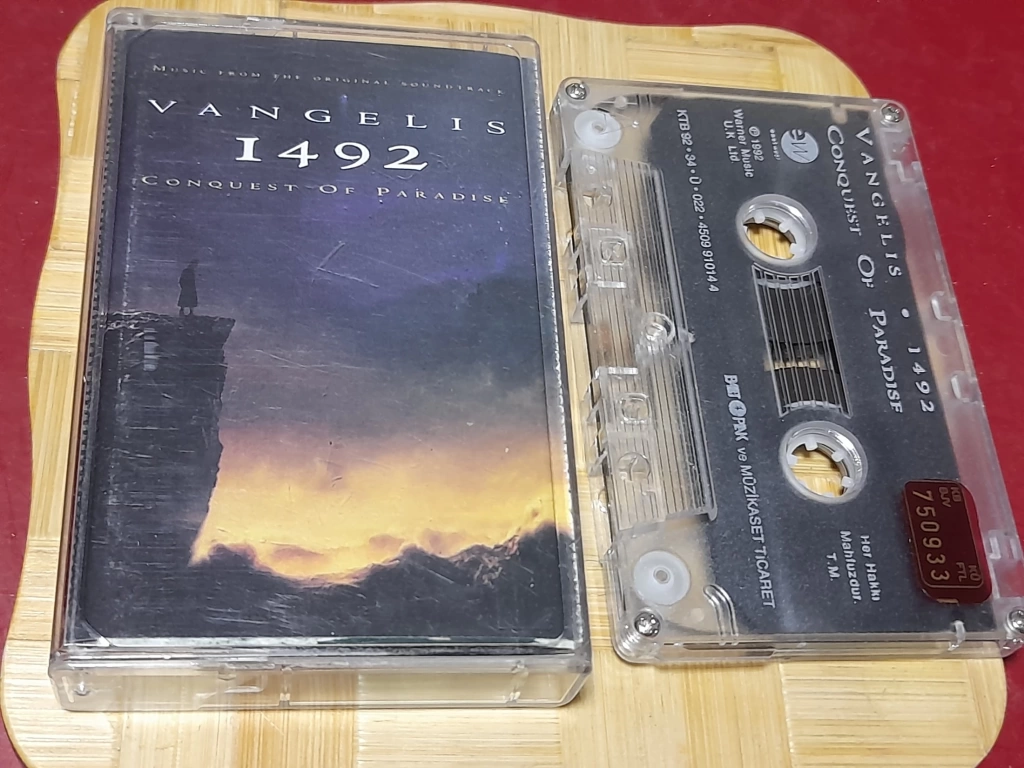 MUSIC FROM THE ORIGINAL SOUNDTRACK
VANGELIS
1492
CONQUEST OF PARADISE
VANGELIS • 1492
CONQUEST OF PARADISE
eastwest
℗ 1992
Warner Music
U.K. Ltd
KTB 92 • 34 • Ü • 022 • 4509 91014 4
ve MÜZİKASET TİCARET
Her Hakkı
Mahfuzdur.
T.M.
750933